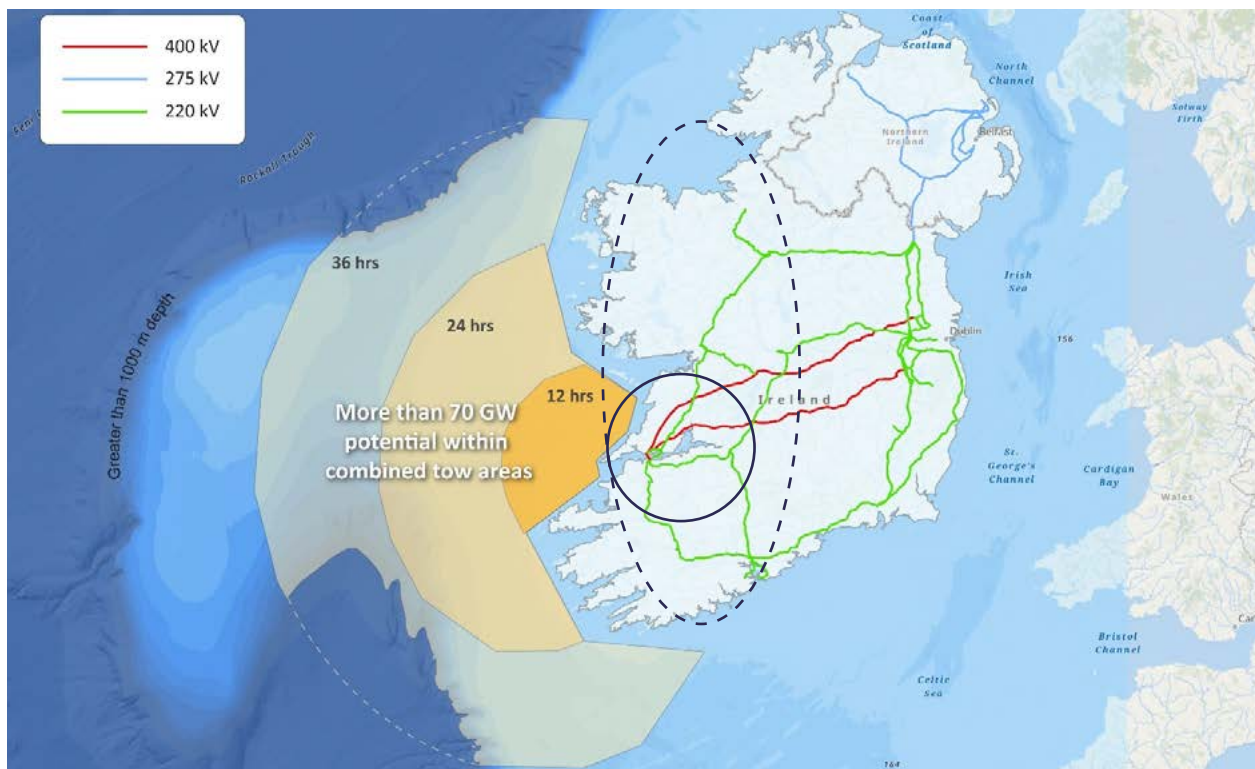 400 kV
275 kV
220 kV
Coast
of
Scotland
North
Channel
Solway
Firth
Rockall Trough
Northern
Ireland
Belfast
36 hrs
Irish
Sea
Greater than 1000 m depth
24 hrs
Dublin
156
12 hrs
Ireland
More than 70 GW
potential within
combined tow areas
St.
George's
Channel
Cardigan
Bay
Wales
Bristol
Channel
Celtic
Sea
164